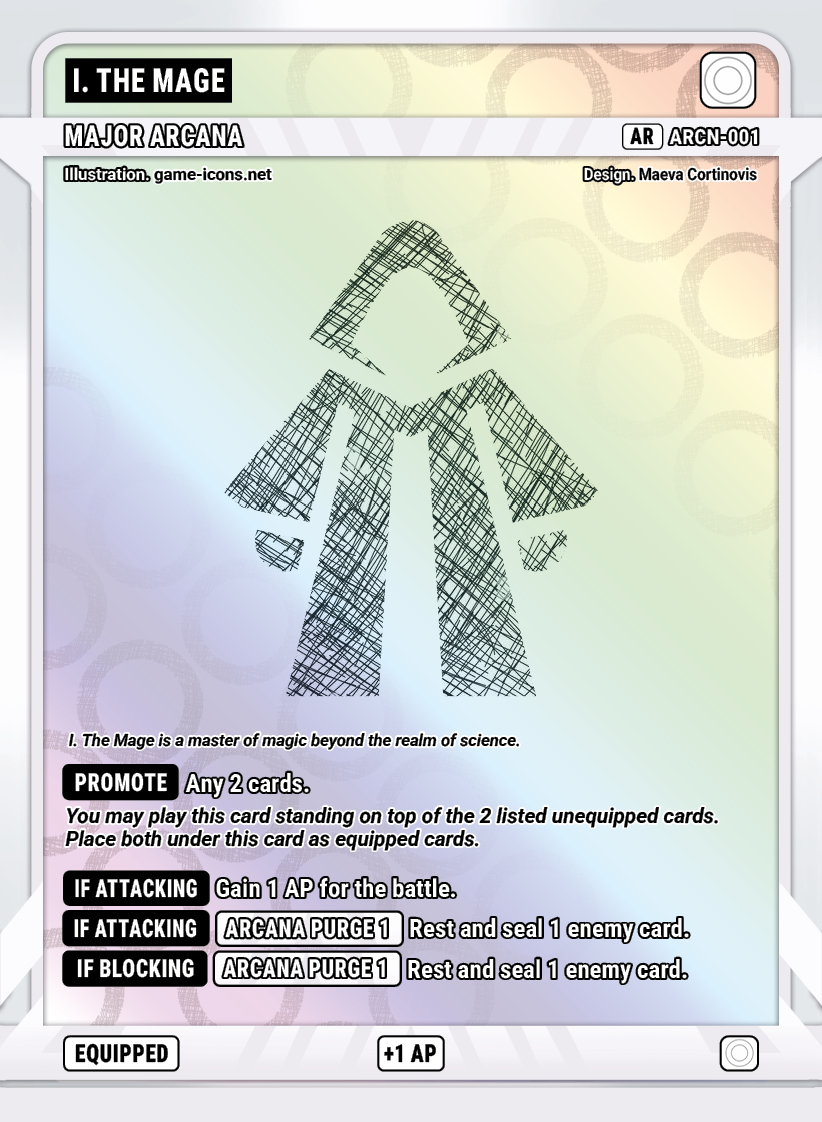 I. THE MAGE
MAJOR ARCANA
AR ARCN-001
Illustration. game-icons.net
Design. Maeva Cortinovis
I. The Mage is a master of magic beyond the realm of science.
PROMOTE Any 2 cards.
You may play this card standing on top of the 2 listed unequipped cards.
Place both under this card as equipped cards.
IF ATTACKING Gain 1 AP for the battle.
IF ATTACKING ARCANA PURGE 1 Rest and seal 1 enemy card.
IF BLOCKING ARCANA PURGE 1 Rest and seal 1 enemy card.
EQUIPPED +1 AP